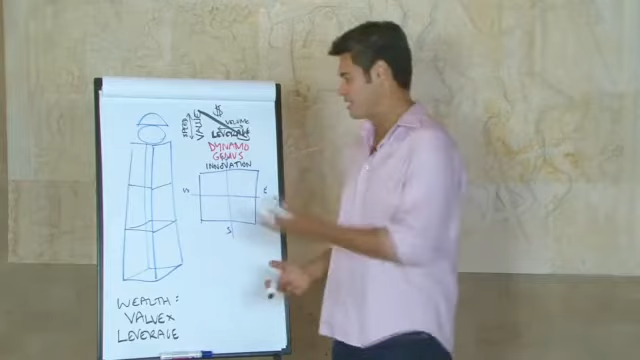 $
SPEED
VALUE
VOLUME
LEVERAGE
DYNAMO
GENIUS
INNOVATION
E
S
WEALTH:
VALUE x
LEVERAGE